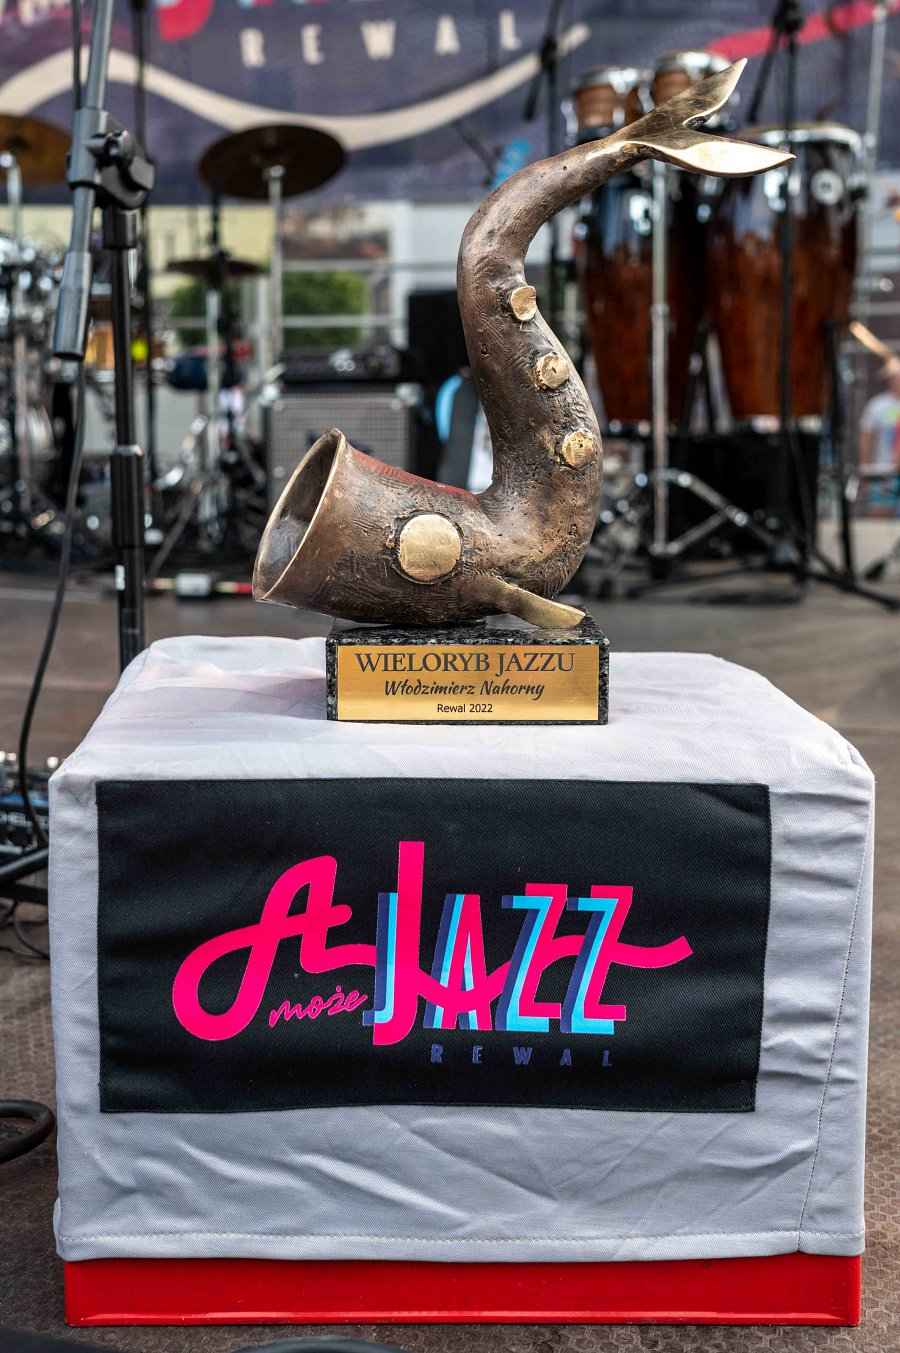 REWAL
WIELORYB JAZZU
Włodzimierz Nahorny
Rewal 2022
A
może JAZZ
REWAL